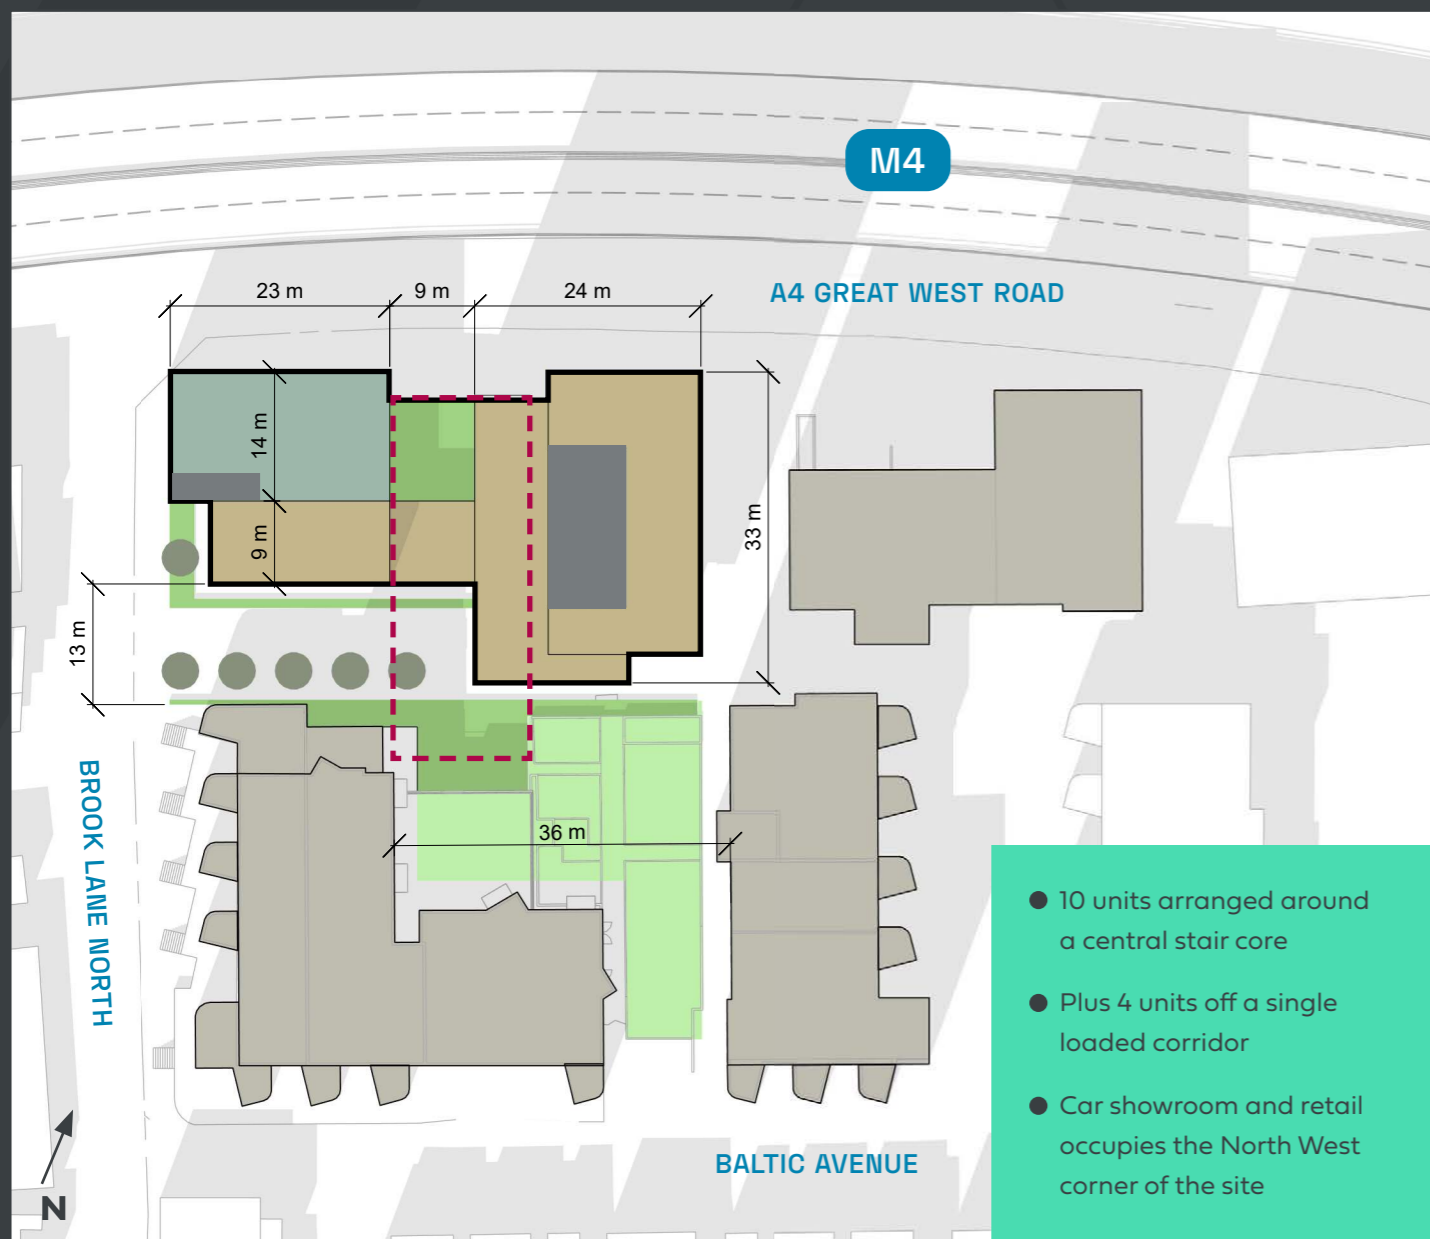 M4
A4 GREAT WEST ROAD
23 m
9 m
24 m
14 m
9 m
33 m
13 m
36 m
BROOK LANE NORTH
BALTIC AVENUE
N
● 10 units arranged around
a central stair core
● Plus 4 units off a single
loaded corridor
● Car showroom and retail
occupies the North West
corner of the site